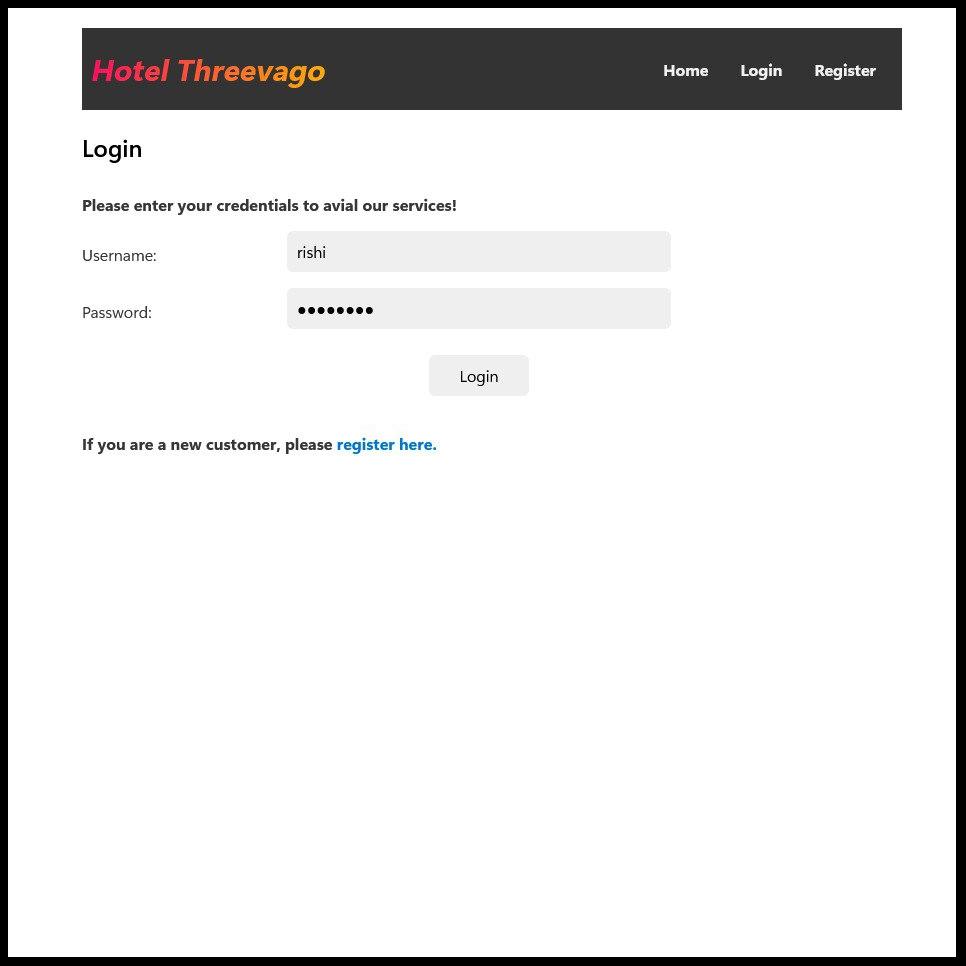 Hotel Threevago
Home Login Register
Login
Please enter your credentials to avial our services!
Username: rishi
Password: ●●●●●●●●
Login
If you are a new customer, please register here.